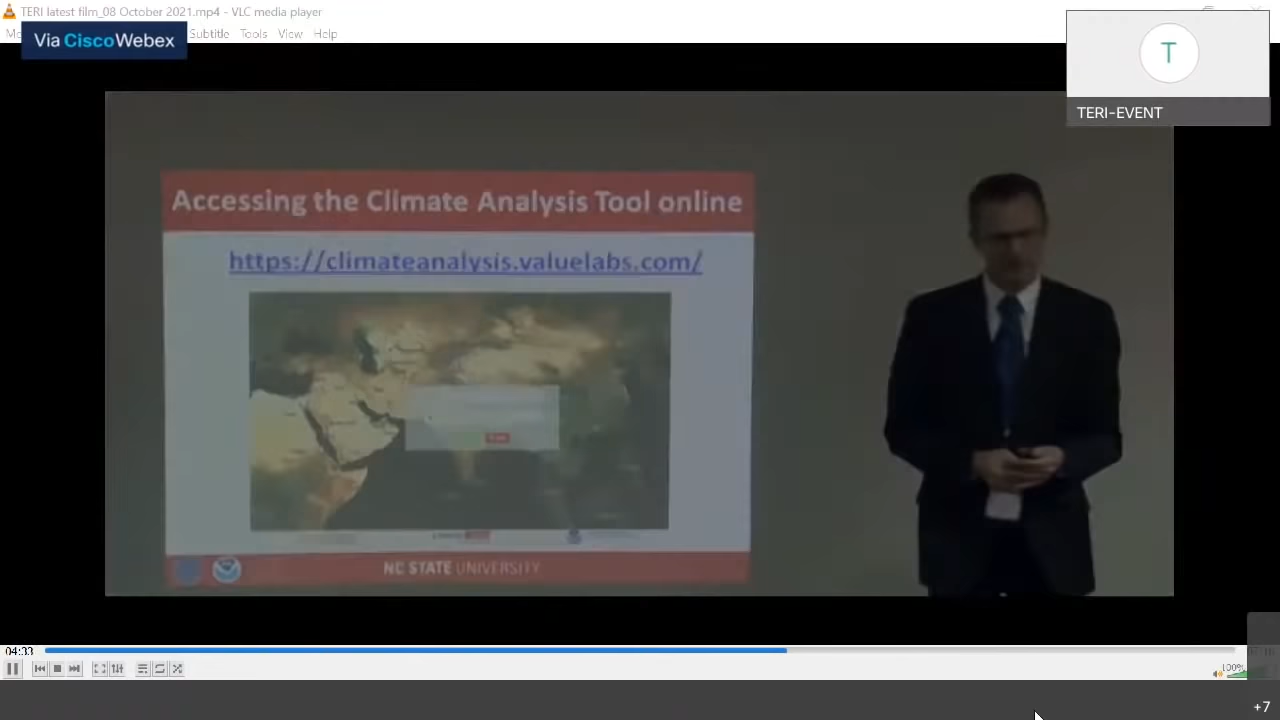 TERI latest film_08 October 2021.mp4 - VLC media player
Subtitle Tools View Help
Via CiscoWebex
T
TERI-EVENT
Accessing the Climate Analysis Tool online
https://climateanalysis.valuelabs.com/
NC STATE UNIVERSITY
04:33
100%
+7